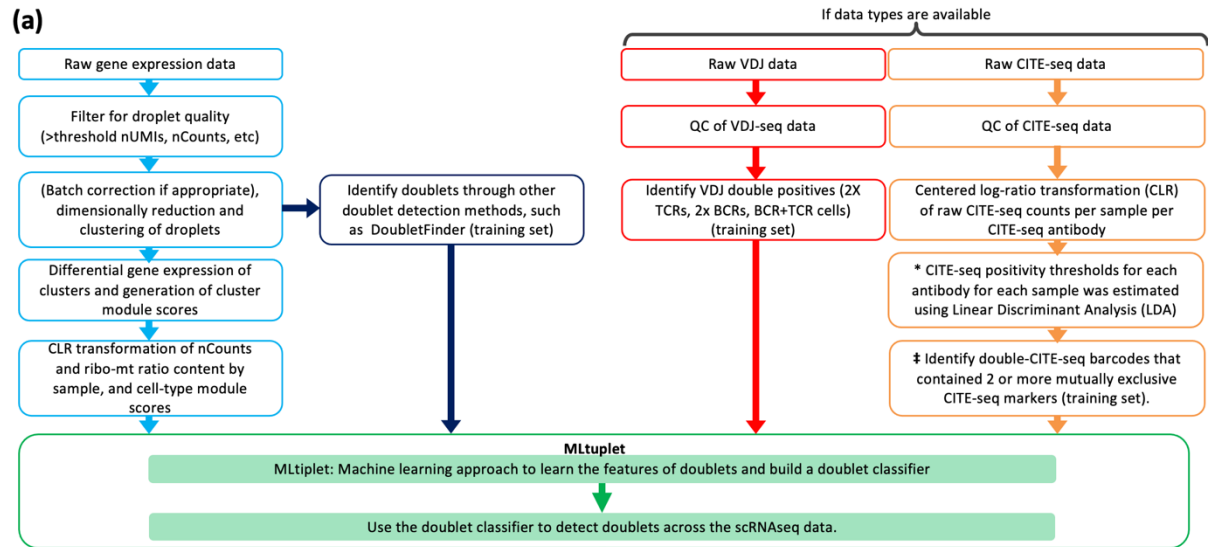 (a)
If data types are available
Raw gene expression data
Filter for droplet quality
(>threshold nUMIs, nCounts, etc)
(Batch correction if appropriate),
dimensionally reduction and
clustering of droplets
Differential gene expression of
clusters and generation of cluster
module scores
CLR transformation of nCounts
and ribo-mt ratio content by
sample, and cell-type module
scores
Identify doublets through other
doublet detection methods, such
as DoubletFinder (training set)
Raw VDJ data
QC of VDJ-seq data
Identify VDJ double positives (2X
TCRs, 2x BCRs, BCR+TCR cells)
(training set)
Raw CITE-seq data
QC of CITE-seq data
Centered log-ratio transformation (CLR)
of raw CITE-seq counts per sample per
CITE-seq antibody
* CITE-seq positivity thresholds for each
antibody for each sample was estimated
using Linear Discriminant Analysis (LDA)
‡ Identify double-CITE-seq barcodes that
contained 2 or more mutually exclusive
CITE-seq markers (training set).
MLtuplet
MLtiplet: Machine learning approach to learn the features of doublets and build a doublet classifier
Use the doublet classifier to detect doublets across the scRNAseq data.